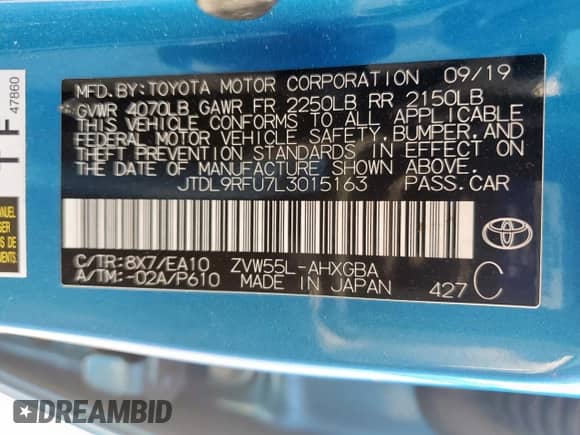 MFD. BY: TOYOTA MOTOR CORPORATION 09/19
GVWR 4070LB GAWR FR 2250LB RR 2150LB
THIS VEHICLE CONFORMS TO ALL APPLICABLE
FEDERAL MOTOR VEHICLE SAFETY, BUMPER, AND
THEFT PREVENTION STANDARDS IN EFFECT ON
THE DATE OF MANUFACTURE SHOWN ABOVE.
JTDL9RFU7L3015163 PASS.CAR
C/TR: 8X7/EA10 ZVW55L-AHXGBA
A/TM: -02A/P610 MADE IN JAPAN 427 C
TOYOTA
47860
DREAMBID